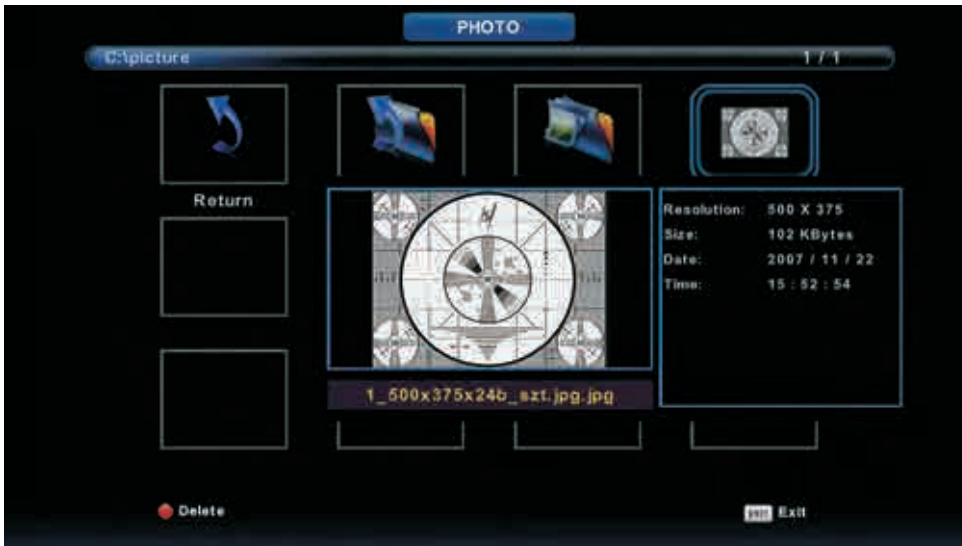 PHOTO
C:\picture
1 / 1
Return
Resolution: 500 X 375
Size: 102 KBytes
Date: 2007 / 11 / 22
Time: 15 : 52 : 54
1_500x375x24b_szt.jpg.jpg
Delete
Exit